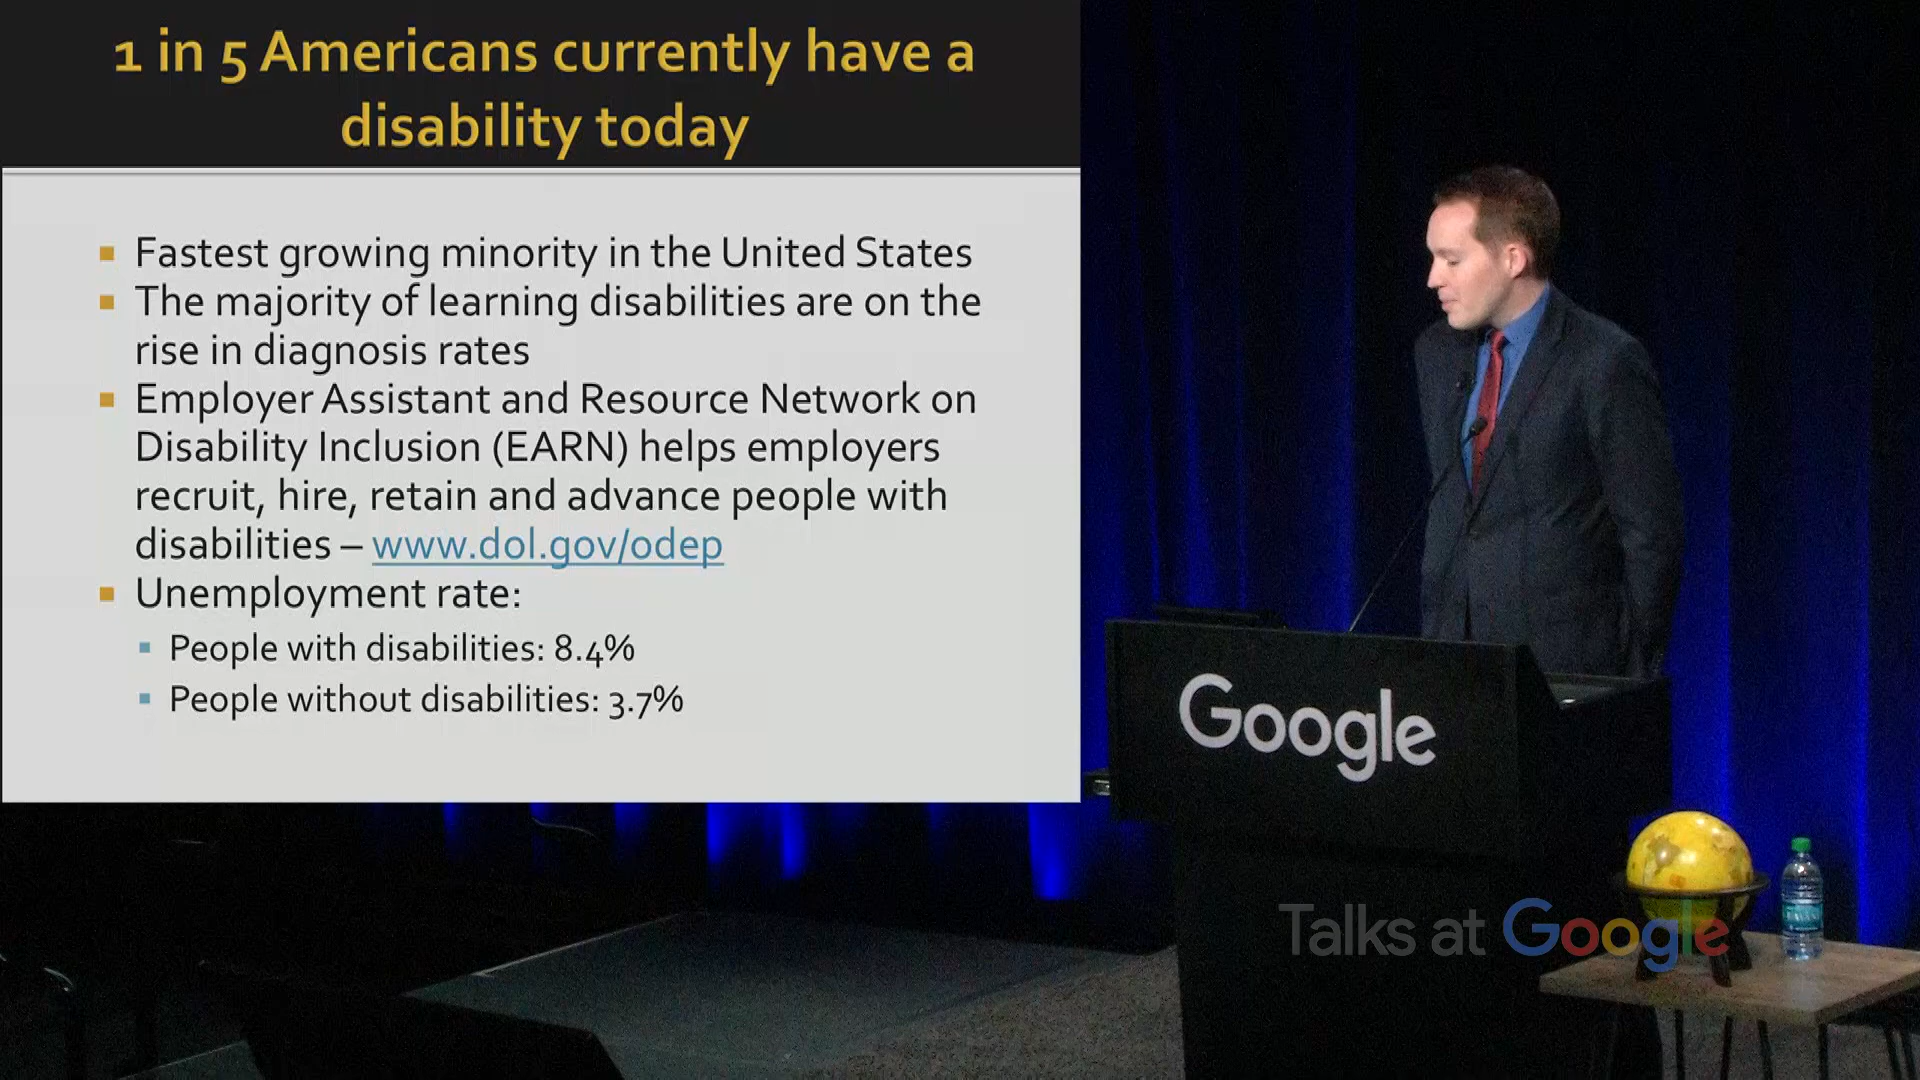 1 in 5 Americans currently have a
disability today
Fastest growing minority in the United States
The majority of learning disabilities are on the
rise in diagnosis rates
Employer Assistant and Resource Network on
Disability Inclusion (EARN) helps employers
recruit, hire, retain and advance people with
disabilities – www.dol.gov/odep
Unemployment rate:
People with disabilities: 8.4%
People without disabilities: 3.7%
Google
Talks at Google